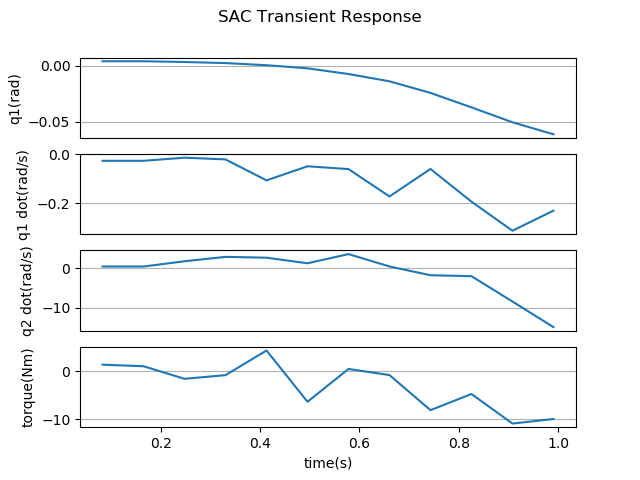 SAC Transient Response
0.00
−0.05
q1(rad)
0.0
−0.2
q1 dot(rad/s)
0
−10
q2 dot(rad/s)
0
−10
torque(Nm)
0.2 0.4 0.6 0.8 1.0
time(s)